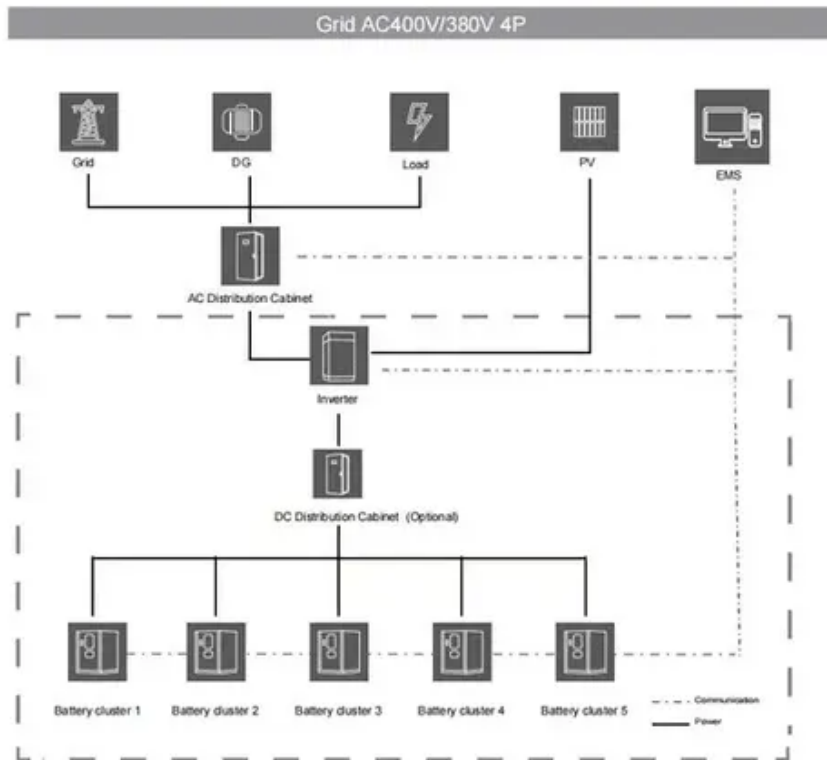 Grid AC400V/380V 4P
Grid
DG
Load
PV
EMS
AC Distribution Cabinet
Inverter
DC Distribution Cabinet (Optional)
Battery cluster 1
Battery cluster 2
Battery cluster 3
Battery cluster 4
Battery cluster 5
Communication
Power